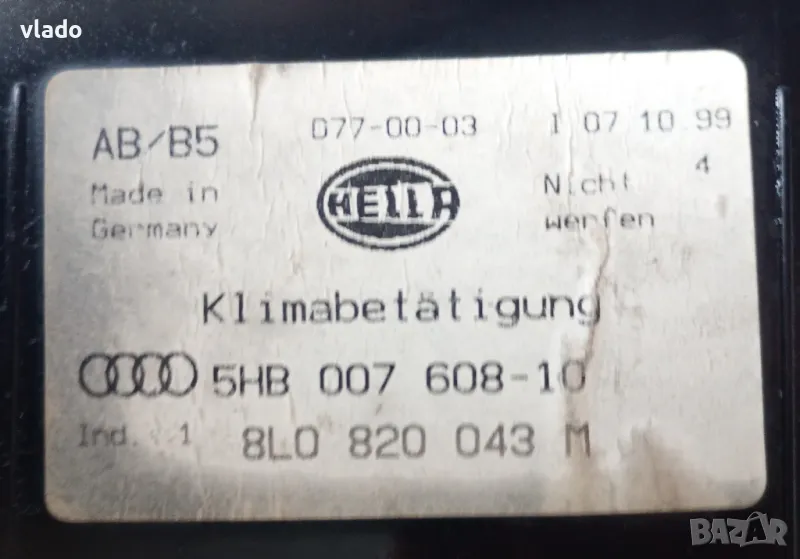 vlado
AB/B5
077-00-03
1 07 10 99
4
Made in
Germany
HELLA
Nicht
werfen
Klimabetätigung
5HB 007 608-10
Ind. 1
8L0 820 043 M
BAZAR